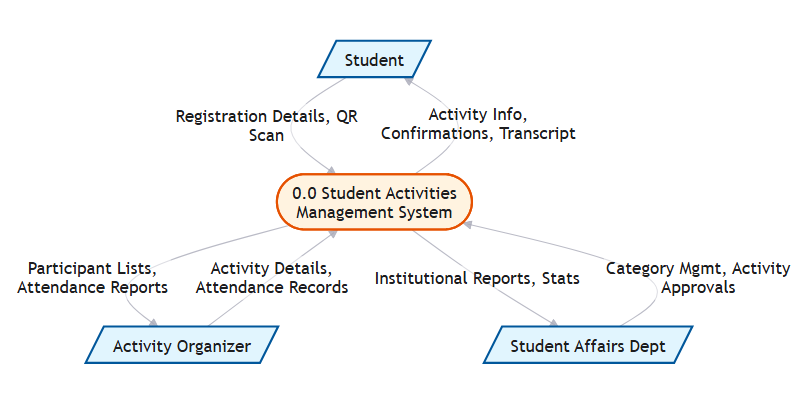 Student
Registration Details, QR
Scan
Activity Info,
Confirmations, Transcript
0.0 Student Activities
Management System
Participant Lists,
Attendance Reports
Activity Details,
Attendance Records
Institutional Reports, Stats
Category Mgmt, Activity
Approvals
Activity Organizer
Student Affairs Dept